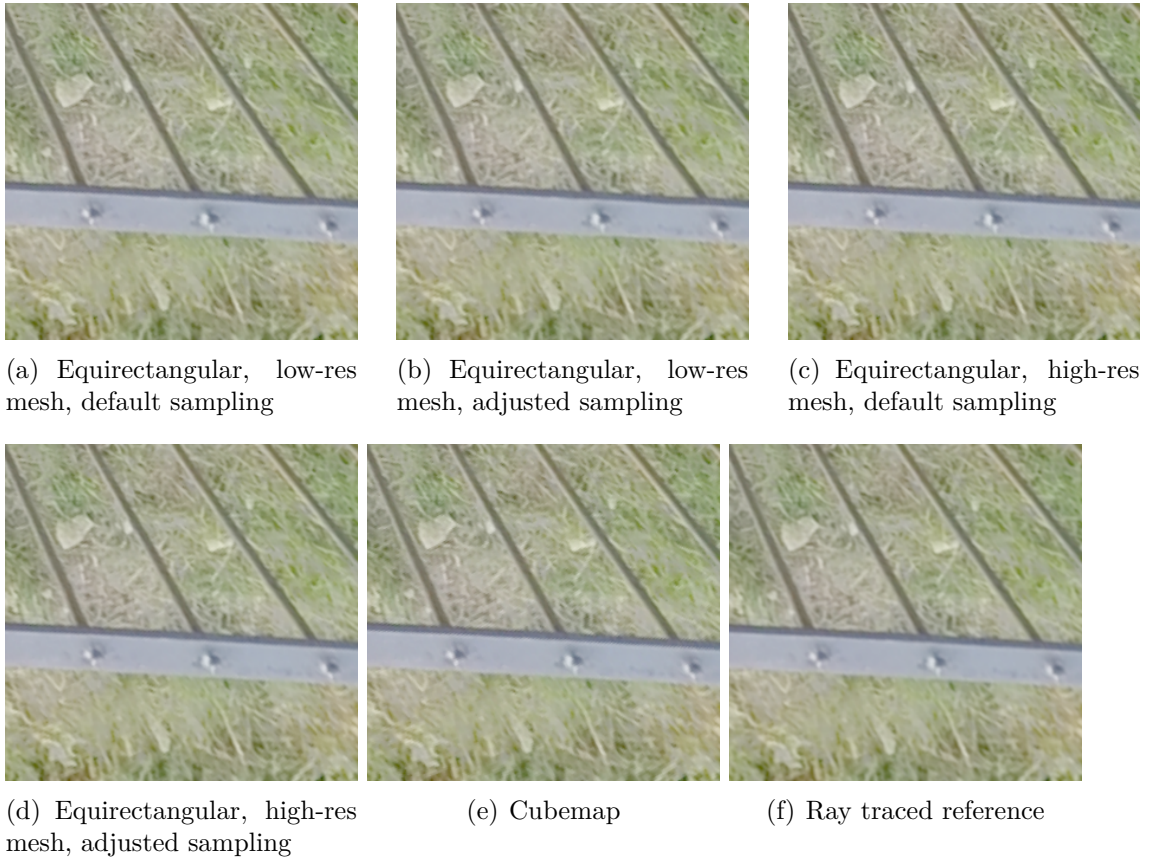 (a) Equirectangular, low-res
mesh, default sampling
(b) Equirectangular, low-res
mesh, adjusted sampling
(c) Equirectangular, high-res
mesh, default sampling
(d) Equirectangular, high-res
mesh, adjusted sampling
(e) Cubemap
(f) Ray traced reference